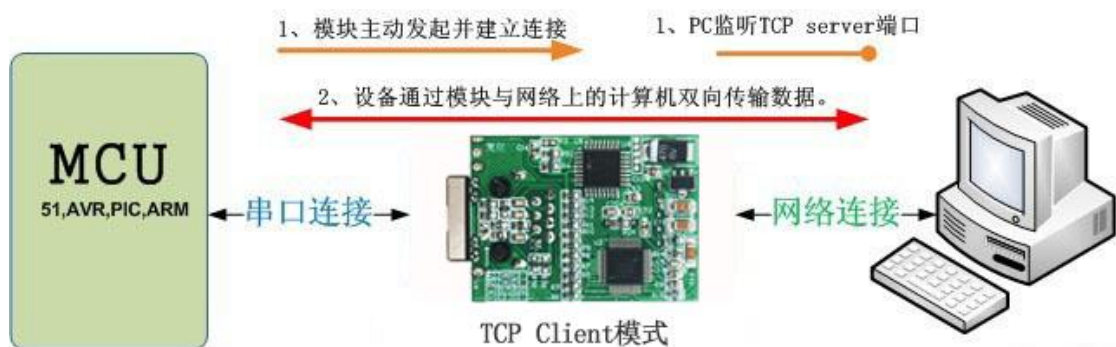 1、模块主动发起并建立连接
1、PC监听TCP server端口
2、设备通过模块与网络上的计算机双向传输数据。
MCU
51,AVR,PIC,ARM
串口连接
网络连接
TCP Client模式